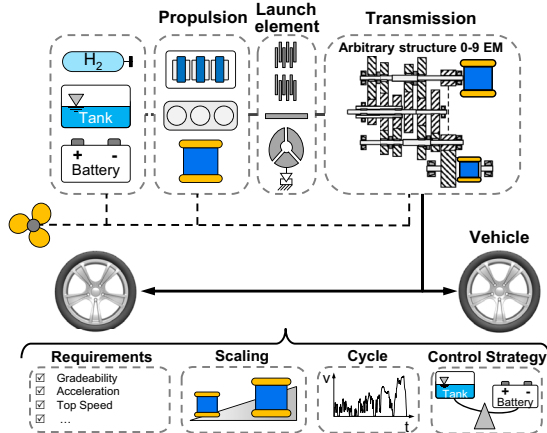 Propulsion
Launch
element
Transmission
H2
Tank
+ -
Battery
Arbitrary structure 0-9 EM
Vehicle
Requirements
☑ Gradeability
☑ Acceleration
☑ Top Speed
☑ ...
Scaling
Cycle
v
t
Control Strategy
Tank
+ -
Battery